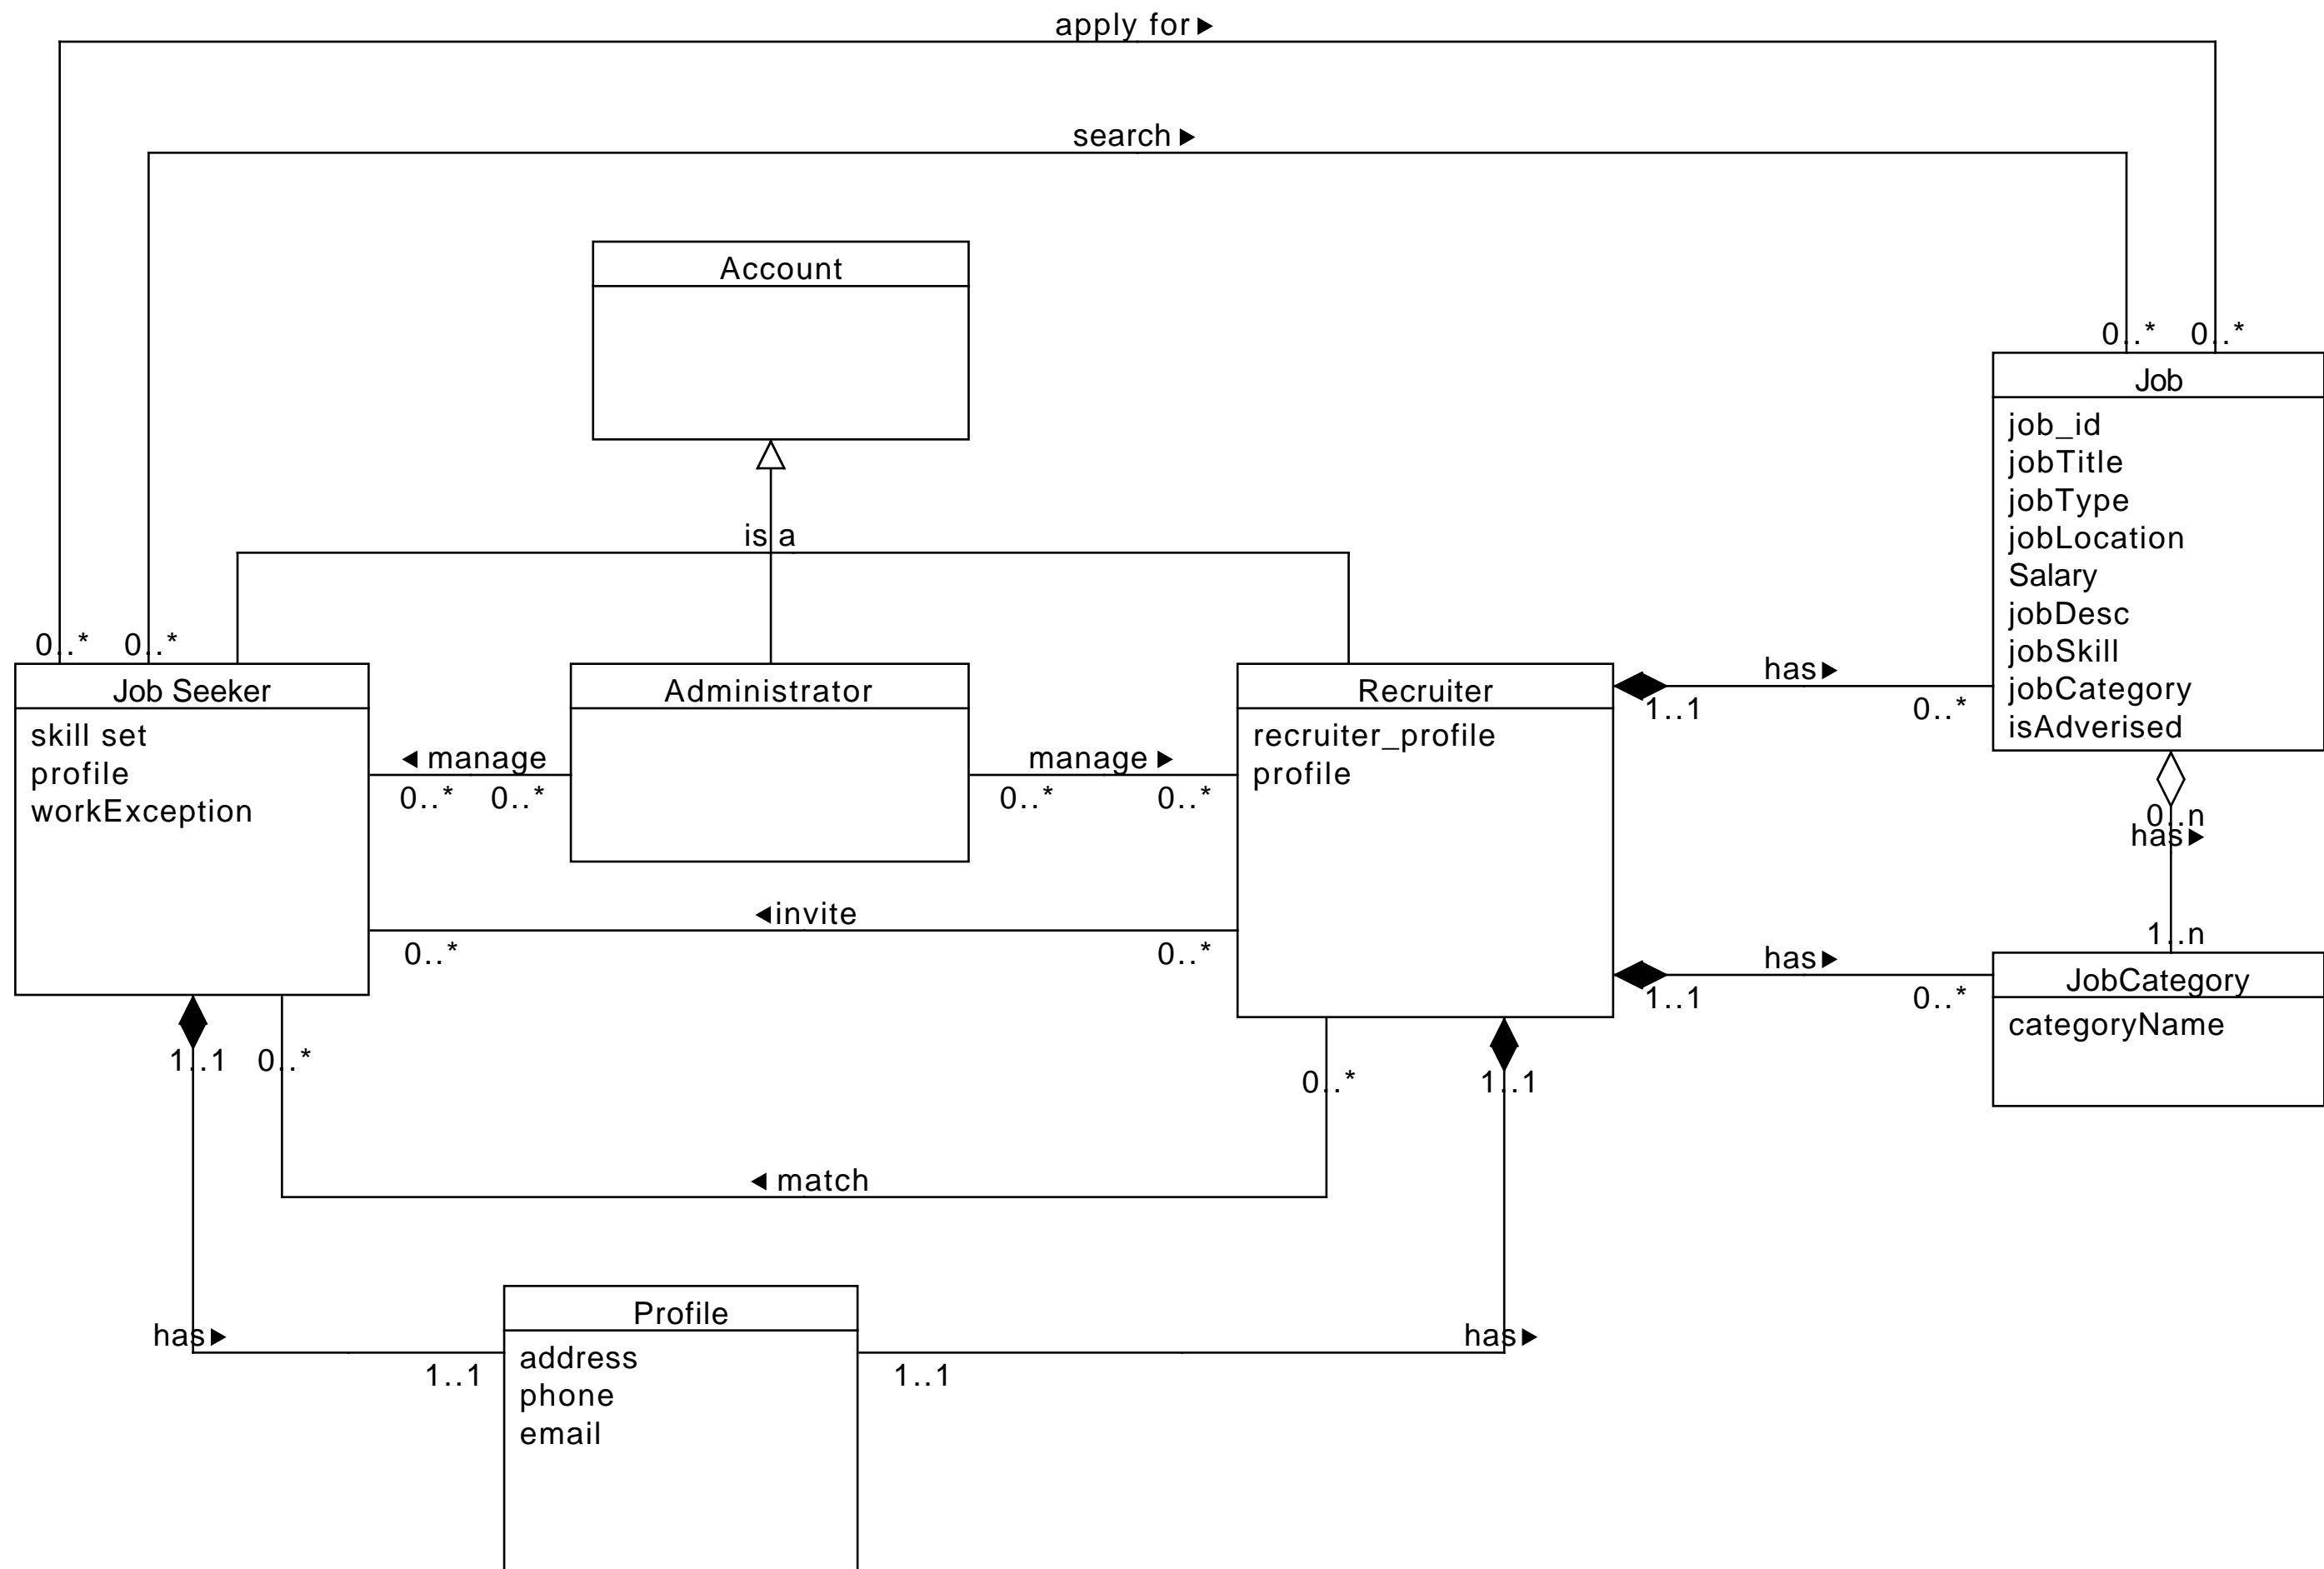 apply for▶
search ▶
Account
0..* 0..*
Job
job_id
jobTitle
jobType
jobLocation
Salary
jobDesc
jobSkill
jobCategory
isAdverised
is a
0..* 0..*
Job Seeker
skill set
profile
workException
Administrator
Recruiter
recruiter_profile
profile
◀ manage
0..* 0..*
manage ▶
0..* 0..*
has▶
1..1 0..*
0..n
has▶
1..n
◀invite
0..* 0..*
has▶
1..1 0..*
JobCategory
categoryName
1..1 0..*
0..* 1..1
◀ match
Profile
address
phone
email
has▶
1..1
has▶
1..1